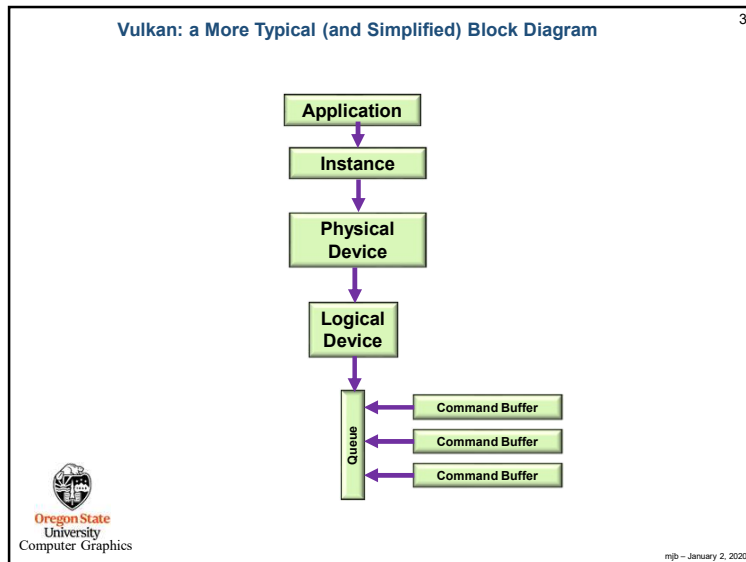 3
Vulkan: a More Typical (and Simplified) Block Diagram
Application
Instance
Physical
Device
Logical
Device
Queue
Command Buffer
Command Buffer
Command Buffer
Oregon State
University
Computer Graphics
mjb – January 2, 2020